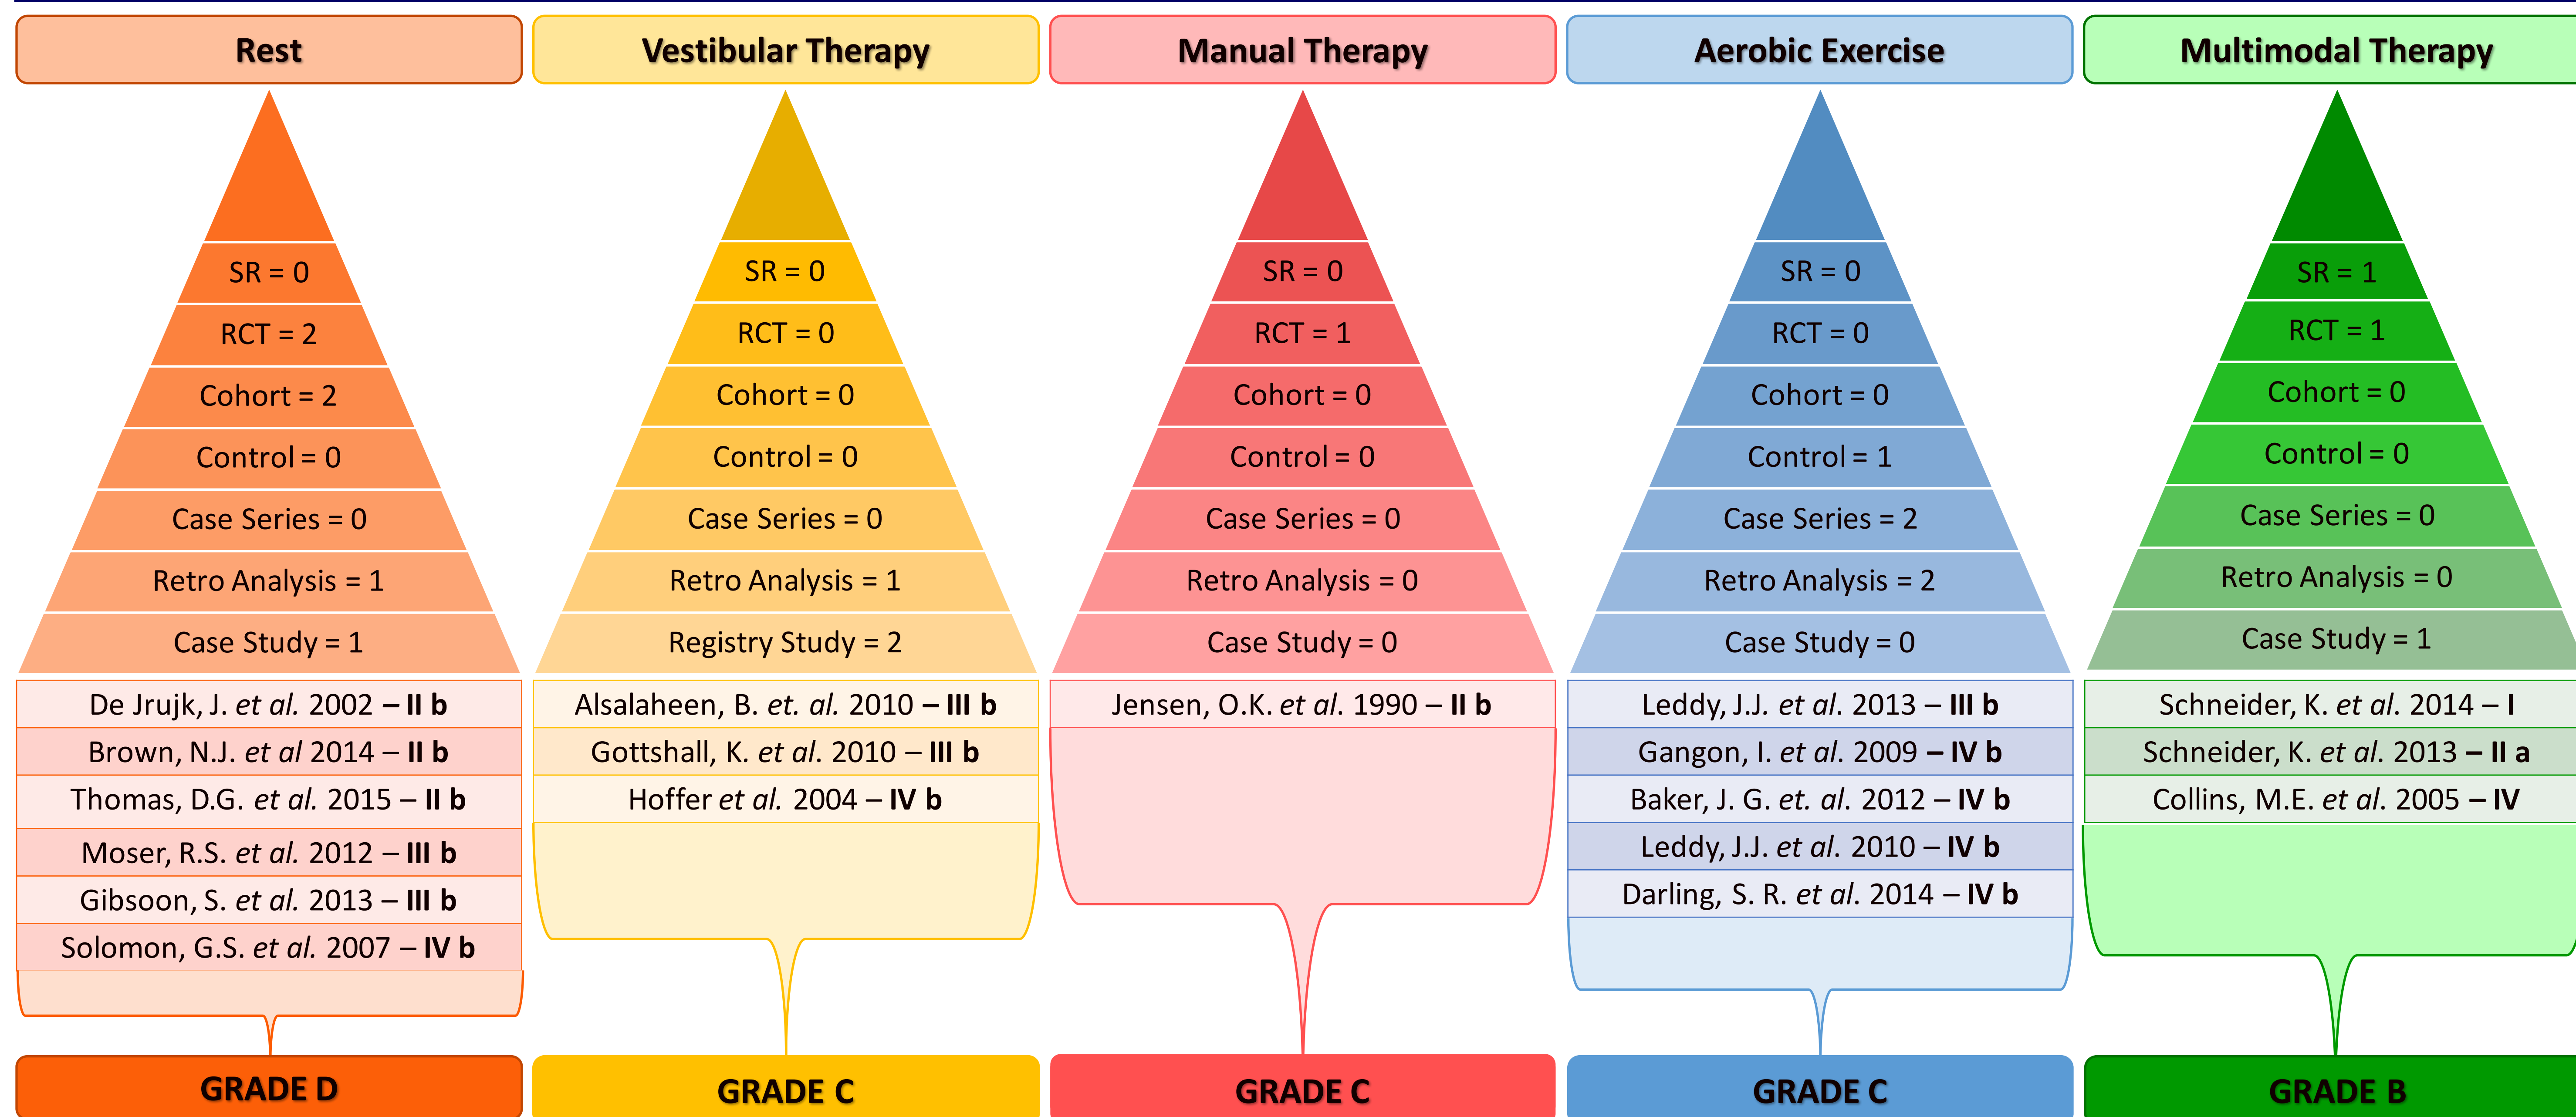 Rest
SR = 0
RCT = 2
Cohort = 2
Control = 0
Case Series = 0
Retro Analysis = 1
Case Study = 1
De Jrujk, J. et al. 2002 – II b
Brown, N.J. et al 2014 – II b
Thomas, D.G. et al. 2015 – II b
Moser, R.S. et al. 2012 – III b
Gibsoon, S. et al. 2013 – III b
Solomon, G.S. et al. 2007 – IV b
GRADE D
Vestibular Therapy
SR = 0
RCT = 0
Cohort = 0
Control = 0
Case Series = 0
Retro Analysis = 1
Registry Study = 2
Alsalaheen, B. et. al. 2010 – III b
Gottshall, K. et al. 2010 – III b
Hoffer et al. 2004 – IV b
GRADE C
Manual Therapy
SR = 0
RCT = 1
Cohort = 0
Control = 0
Case Series = 0
Retro Analysis = 0
Case Study = 0
Jensen, O.K. et al. 1990 – II b
GRADE C
Aerobic Exercise
SR = 0
RCT = 0
Cohort = 0
Control = 1
Case Series = 2
Retro Analysis = 2
Case Study = 0
Leddy, J.J. et al. 2013 – III b
Gangon, I. et al. 2009 – IV b
Baker, J. G. et. al. 2012 – IV b
Leddy, J.J. et al. 2010 – IV b
Darling, S. R. et al. 2014 – IV b
GRADE C
Multimodal Therapy
SR = 1
RCT = 1
Cohort = 0
Control = 0
Case Series = 0
Retro Analysis = 0
Case Study = 1
Schneider, K. et al. 2014 – I
Schneider, K. et al. 2013 – II a
Collins, M.E. et al. 2005 – IV
GRADE B